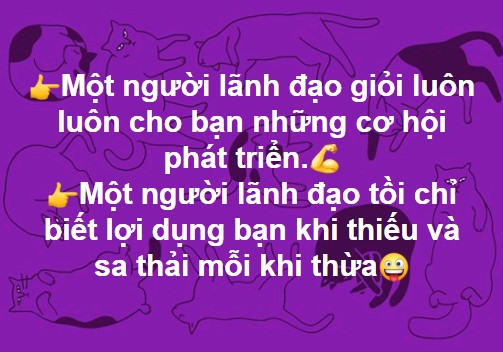 👉Một người lãnh đạo giỏi luôn
luôn cho bạn những cơ hội
phát triển.💪
👉Một người lãnh đạo tồi chỉ
biết lợi dụng bạn khi thiếu và
sa thải mỗi khi thừa🤪